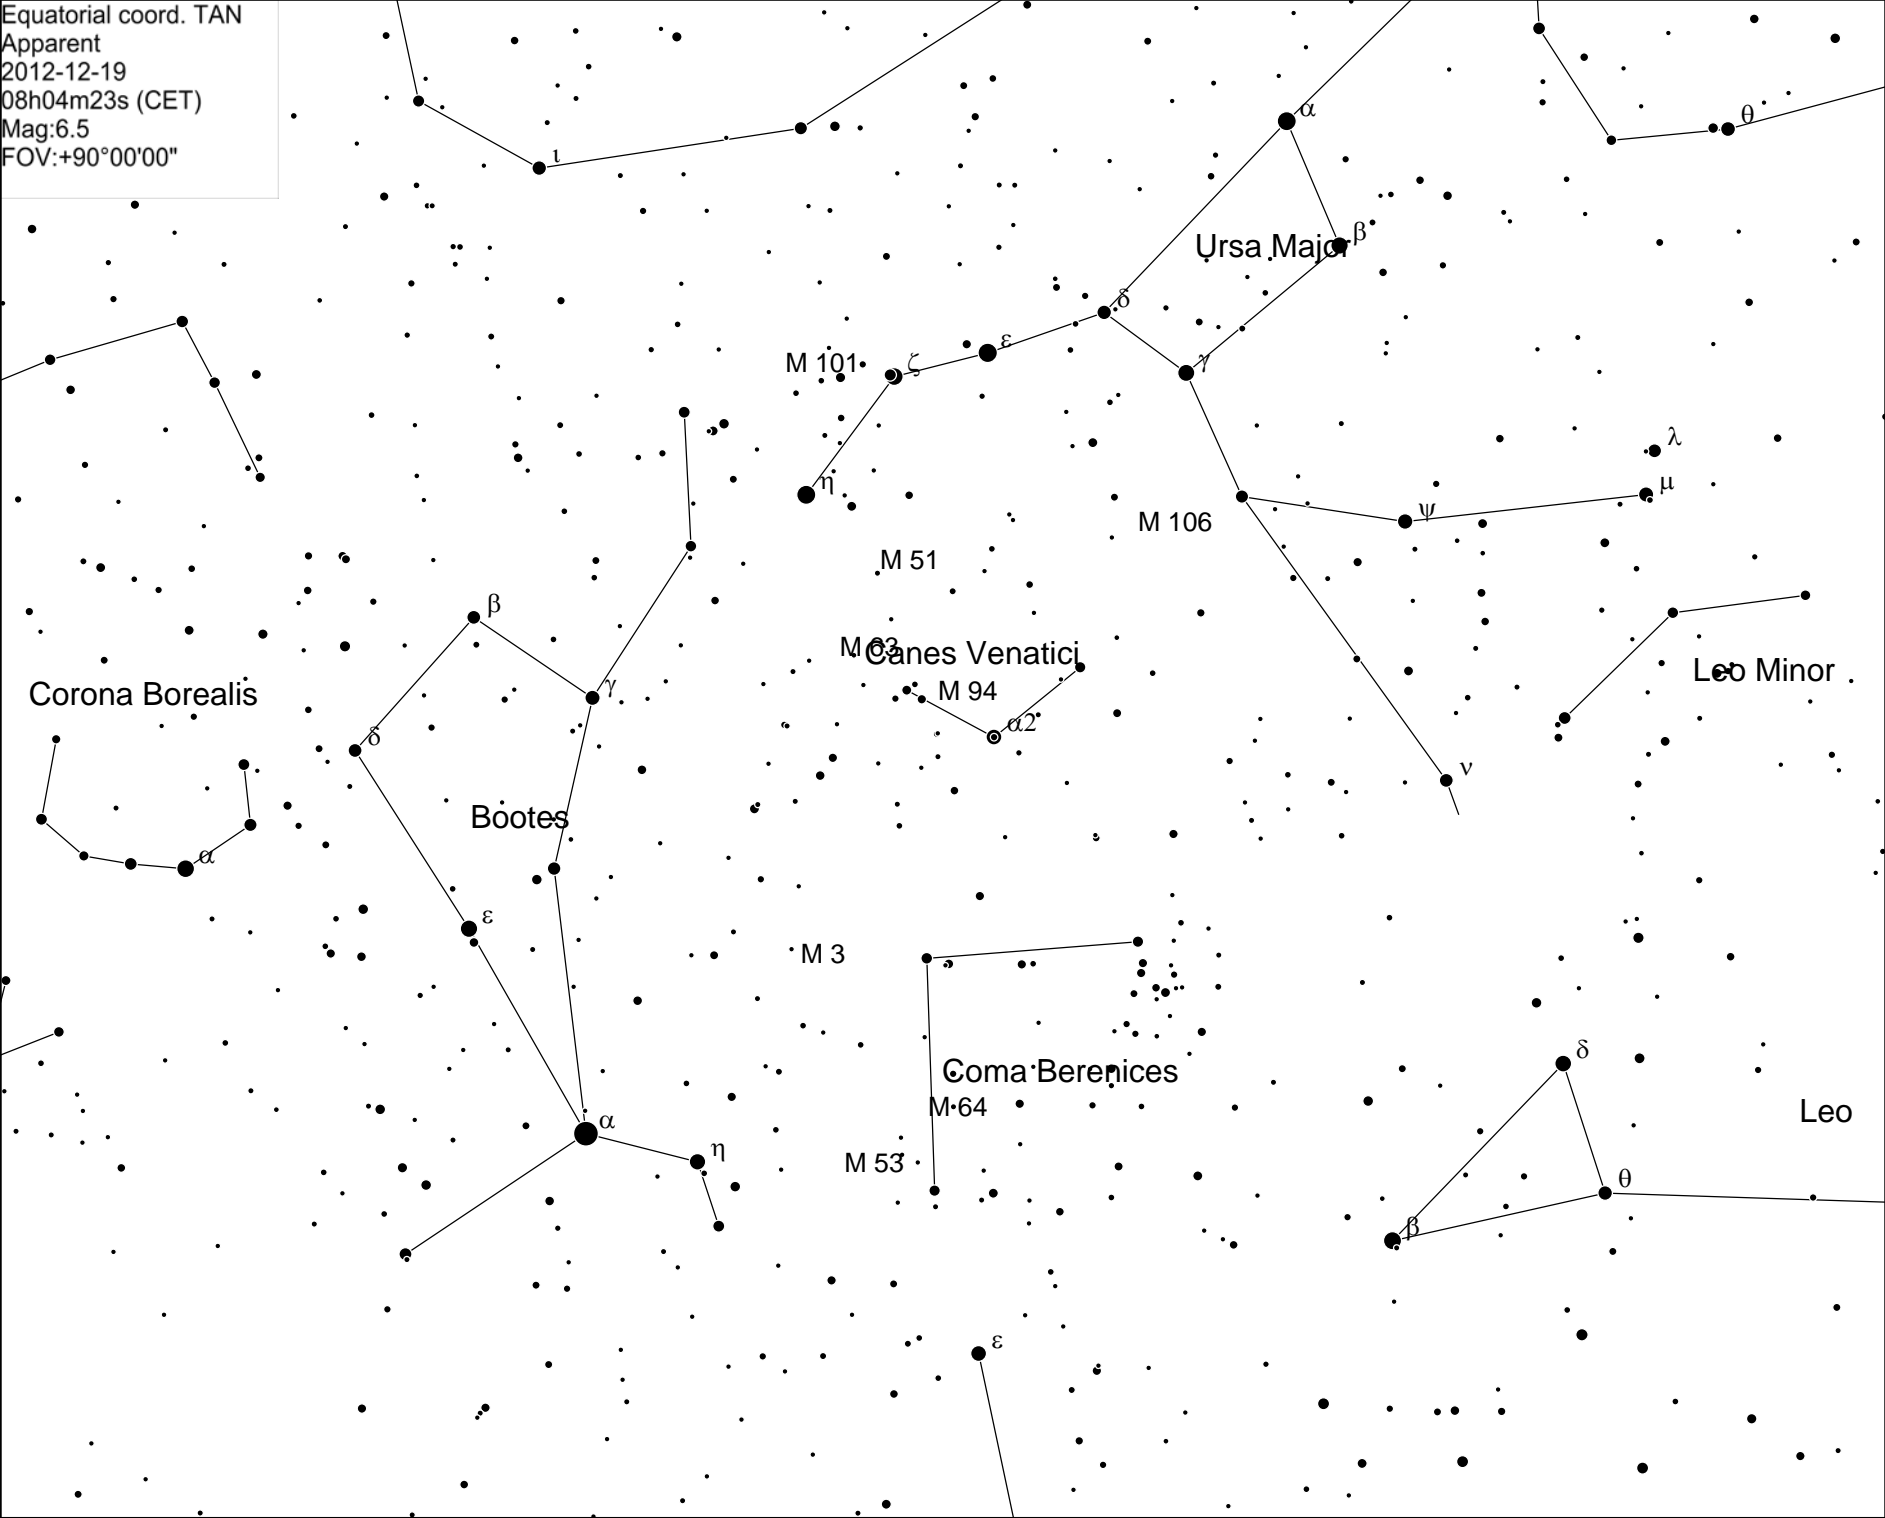 Equatorial coord. TAN
Apparent
2012-12-19
08h04m23s (CET)
Mag:6.5
FOV:+90°00'00"
α
θ
ι
Ursa Major β
δ
ε
γ
M 101 ζ
λ
η
μ
ψ
M 106
M 51
β
M 63
Canes Venatici
Leo Minor
Corona Borealis
γ
M 94
α2
δ
ν
Bootes
α
ε
M 3
δ
Coma Berenices
M 64
Leo
α
η
M 53
θ
β
ε